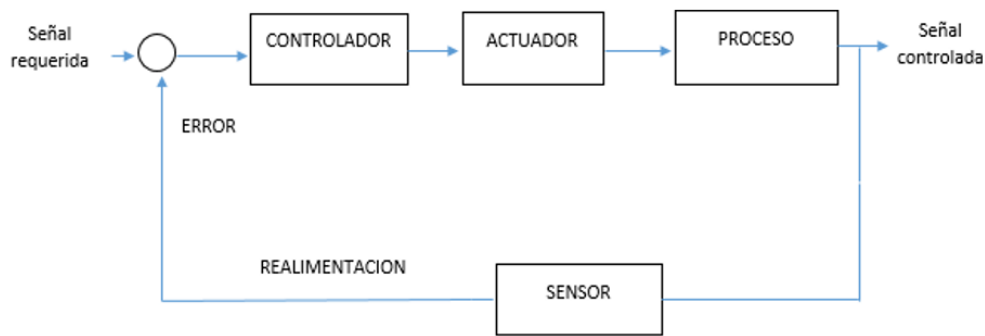 Señal
requerida
CONTROLADOR
ACTUADOR
PROCESO
Señal
controlada
ERROR
REALIMENTACION
SENSOR